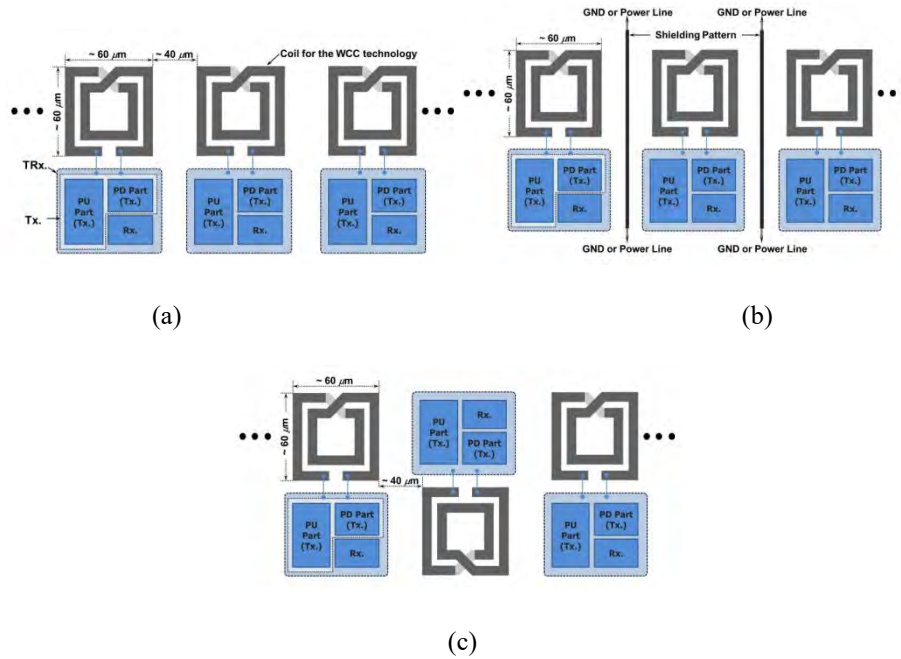 ~ 60 μm
~ 40 μm
Coil for the WCC technology
~ 60 μm
TRx.
Tx.
PU Part (Tx.)
PD Part (Tx.)
Rx.
PU Part (Tx.)
PD Part (Tx.)
Rx.
PU Part (Tx.)
PD Part (Tx.)
Rx.
(a)
GND or Power Line
GND or Power Line
Shielding Pattern
~ 60 μm
~ 60 μm
PU Part (Tx.)
PD Part (Tx.)
Rx.
PU Part (Tx.)
PD Part (Tx.)
Rx.
PU Part (Tx.)
PD Part (Tx.)
Rx.
GND or Power Line
GND or Power Line
(b)
~ 60 μm
~ 60 μm
PU Part (Tx.)
Rx.
PD Part (Tx.)
~ 40 μm
PU Part (Tx.)
PD Part (Tx.)
Rx.
PU Part (Tx.)
PD Part (Tx.)
Rx.
(c)